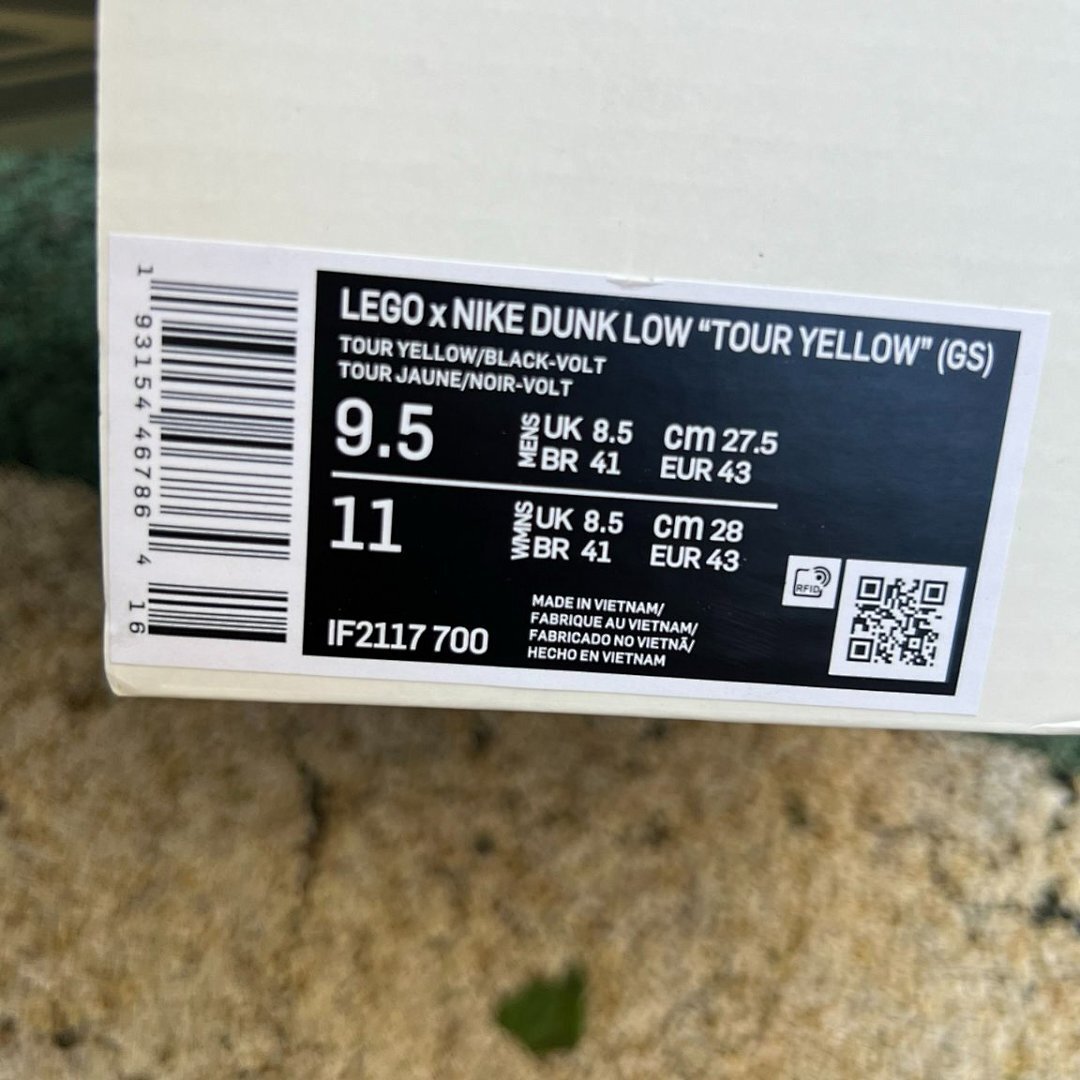 LEGO x NIKE DUNK LOW “TOUR YELLOW” (GS)
TOUR YELLOW/BLACK-VOLT
TOUR JAUNE/NOIR-VOLT
9.5
MENS
UK 8.5 cm 27.5
BR 41 EUR 43
11
WMNS
UK 8.5 cm 28
BR 41 EUR 43
IF2117 700
MADE IN VIETNAM/
FABRIQUE AU VIETNAM/
FABRICADO NO VIETNÃ/
HECHO EN VIETNAM
RFID
1 93154 46786 4 16